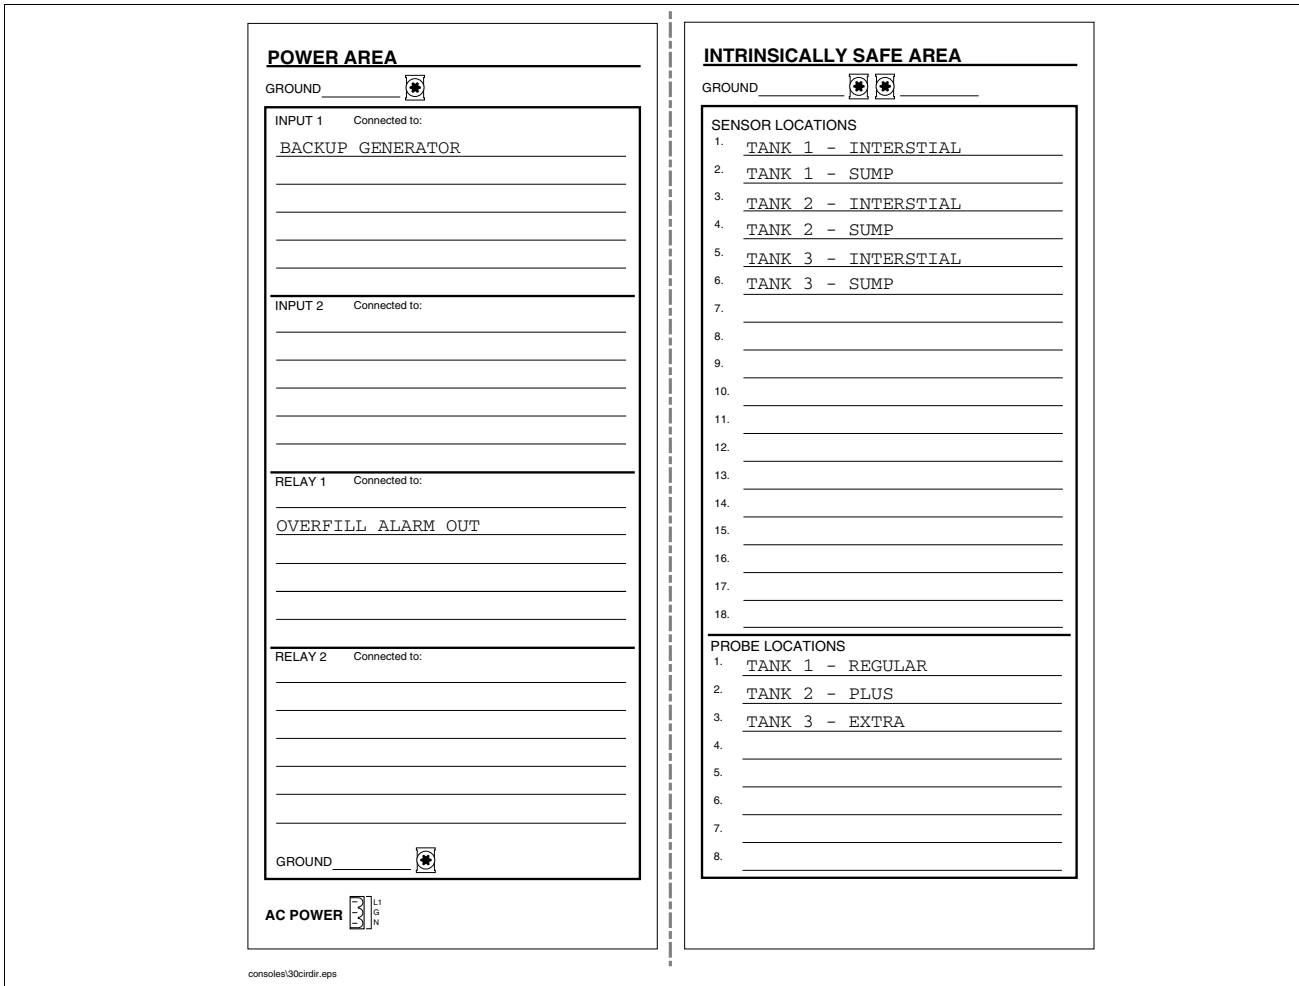 POWER AREA
GROUND
INPUT 1 Connected to:
BACKUP GENERATOR
INPUT 2 Connected to:
RELAY 1 Connected to:
OVERFILL ALARM OUT
RELAY 2 Connected to:
GROUND
AC POWER L1
G
N
INTRINSICALLY SAFE AREA
GROUND
SENSOR LOCATIONS
1. TANK 1 - INTERSTIAL
2. TANK 1 - SUMP
3. TANK 2 - INTERSTIAL
4. TANK 2 - SUMP
5. TANK 3 - INTERSTIAL
6. TANK 3 - SUMP
7.
8.
9.
10.
11.
12.
13.
14.
15.
16.
17.
18.
PROBE LOCATIONS
1. TANK 1 - REGULAR
2. TANK 2 - PLUS
3. TANK 3 - EXTRA
4.
5.
6.
7.
8.
consoles\30cirdir.eps